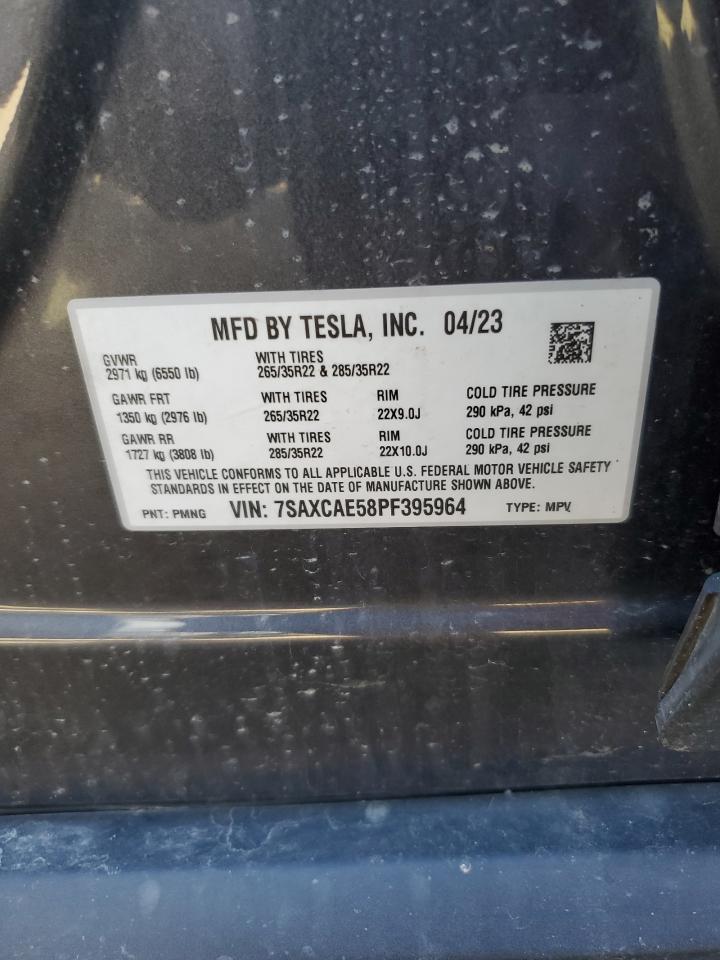 MFD BY TESLA, INC. 04/23
GVWR WITH TIRES
2971 kg (6550 lb) 265/35R22 & 285/35R22
GAWR FRT WITH TIRES RIM COLD TIRE PRESSURE
1350 kg (2976 lb) 265/35R22 22X9.0J 290 kPa, 42 psi
GAWR RR WITH TIRES RIM COLD TIRE PRESSURE
1727 kg (3808 lb) 285/35R22 22X10.0J 290 kPa, 42 psi
THIS VEHICLE CONFORMS TO ALL APPLICABLE U.S. FEDERAL MOTOR VEHICLE SAFETY
STANDARDS IN EFFECT ON THE DATE OF MANUFACTURE SHOWN ABOVE.
PNT: PMNG VIN: 7SAXCAE58PF395964 TYPE: MPV